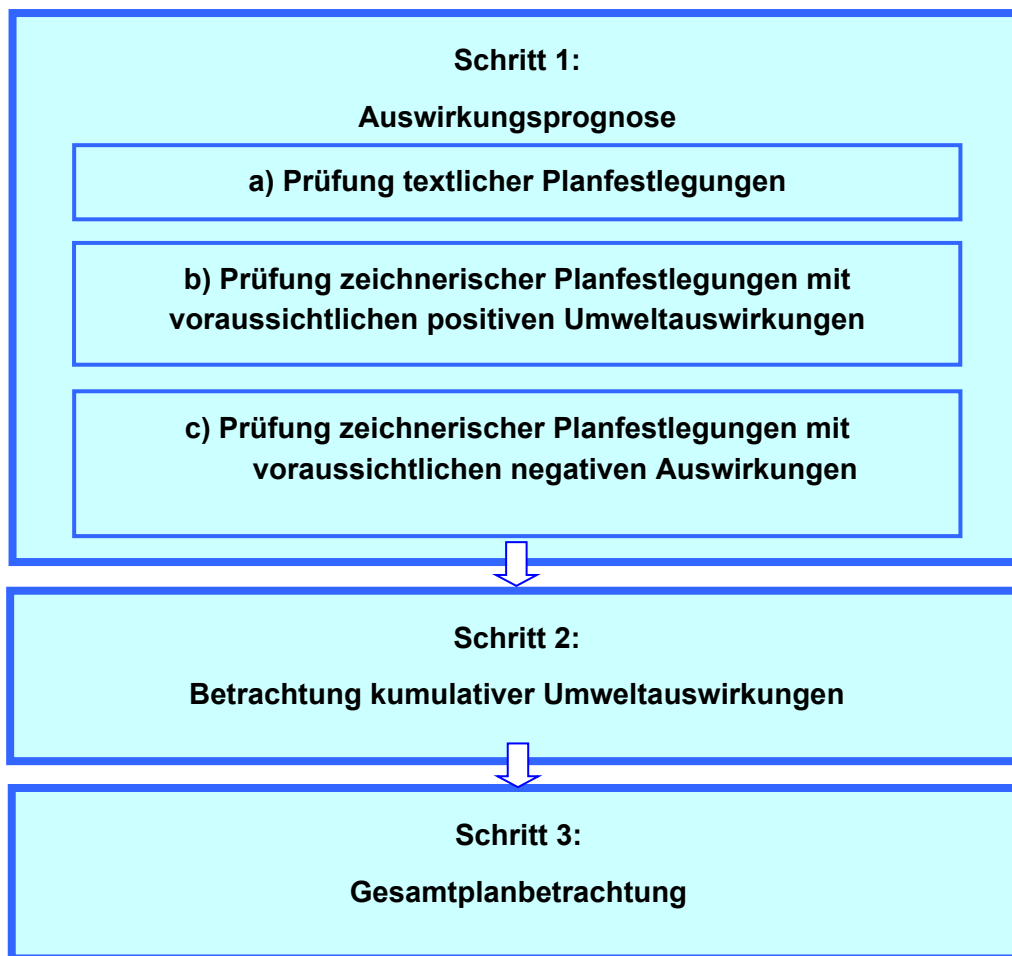 Schritt 1:
Auswirkungsprognose
a) Prüfung textlicher Planfestlegungen
b) Prüfung zeichnerischer Planfestlegungen mit
voraussichtlichen positiven Umweltauswirkungen
c) Prüfung zeichnerischer Planfestlegungen mit
voraussichtlichen negativen Auswirkungen
Schritt 2:
Betrachtung kumulativer Umweltauswirkungen
Schritt 3:
Gesamtplanbetrachtung